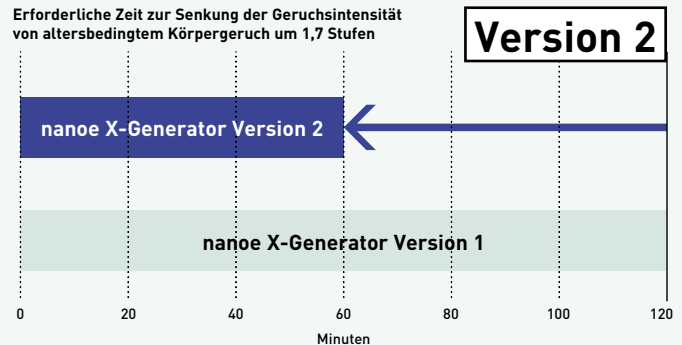 Erforderliche Zeit zur Senkung der Geruchsintensität
von altersbedingtem Körpergeruch um 1,7 Stufen
Version 2
nanoe X-Generator Version 2
nanoe X-Generator Version 1
0 20 40 60 80 100 120
Minuten